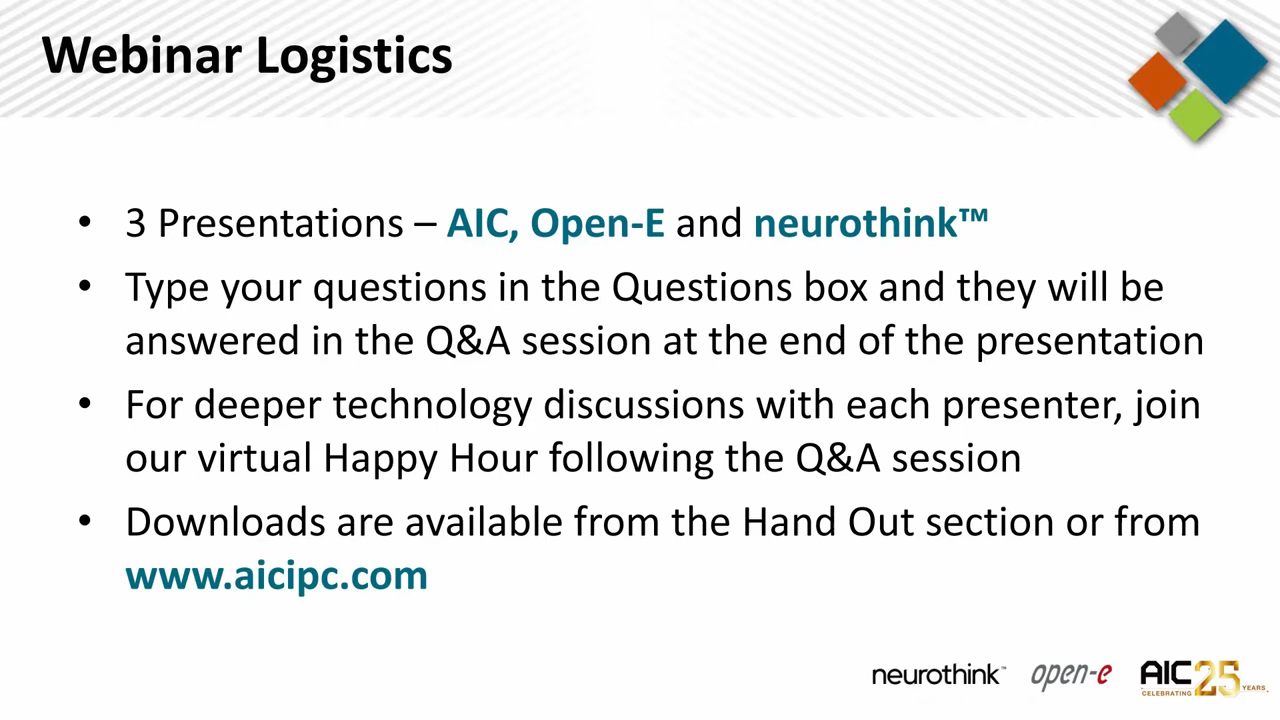 Webinar Logistics
• 3 Presentations – AIC, Open-E and neurothink™
• Type your questions in the Questions box and they will be
answered in the Q&A session at the end of the presentation
• For deeper technology discussions with each presenter, join
our virtual Happy Hour following the Q&A session
• Downloads are available from the Hand Out section or from
www.aicipc.com
neurothink™ open-e AIC 25
CELEBRATING YEARS